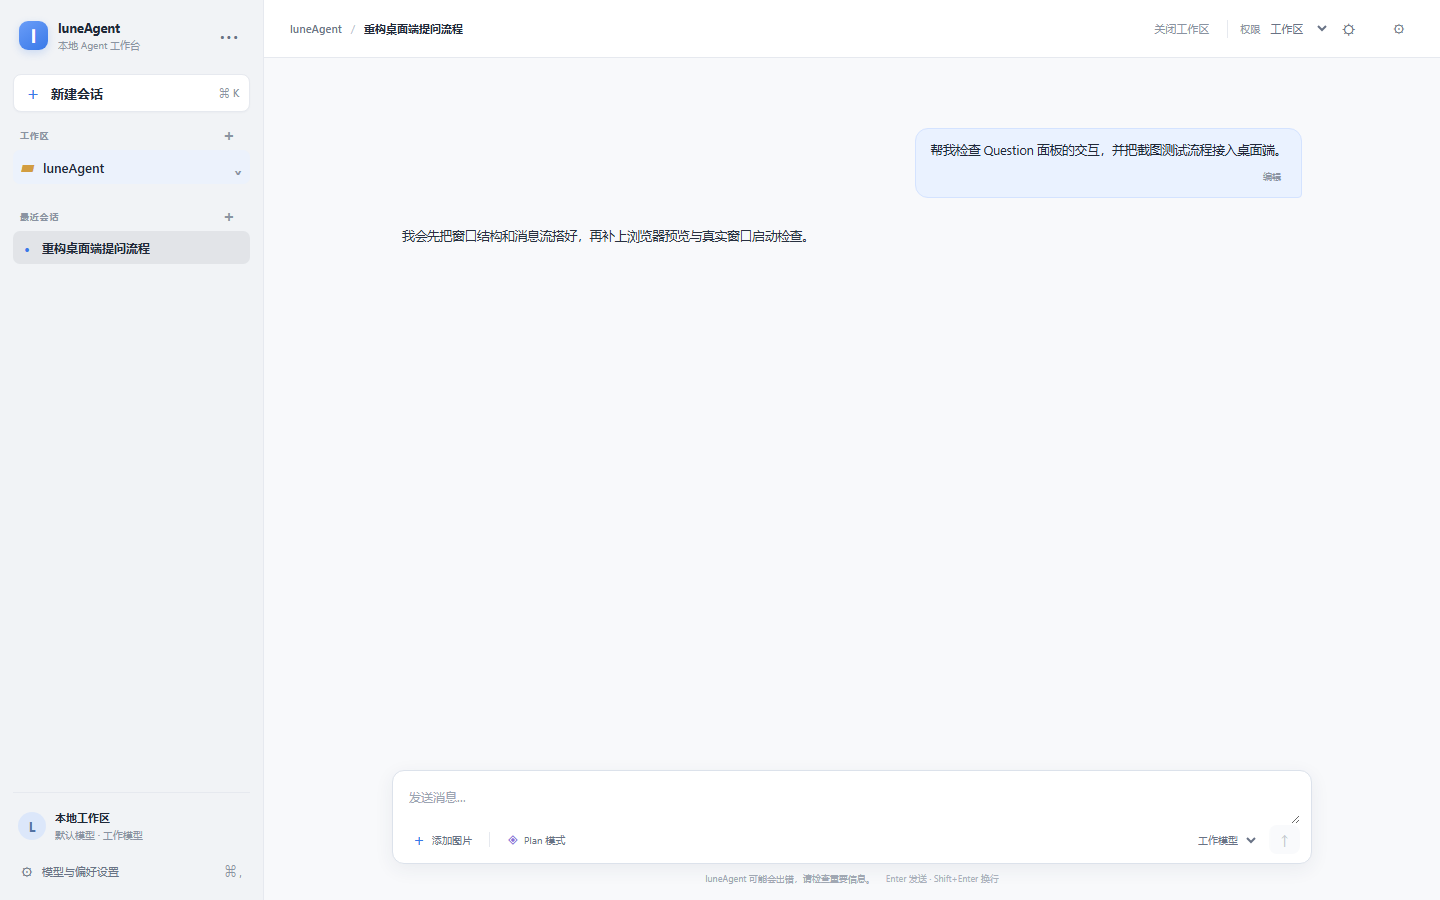 l
luneAgent
本地 Agent 工作台
...
+ 新建会话 ⌘ K
工作区 +
luneAgent
最近会话 +
重构桌面端提问流程
L
本地工作区
默认模型 · 工作模型
模型与偏好设置 ⌘ ,
luneAgent / 重构桌面端提问流程
关闭工作区 权限 工作区
帮我检查 Question 面板的交互，并把截图测试流程接入桌面端。
编辑
我会先把窗口结构和消息流搭好，再补上浏览器预览与真实窗口启动检查。
发送消息...
+ 添加图片 Plan 模式 工作模型 ↑
luneAgent 可能会出错，请检查重要信息。 Enter 发送 · Shift+Enter 换行